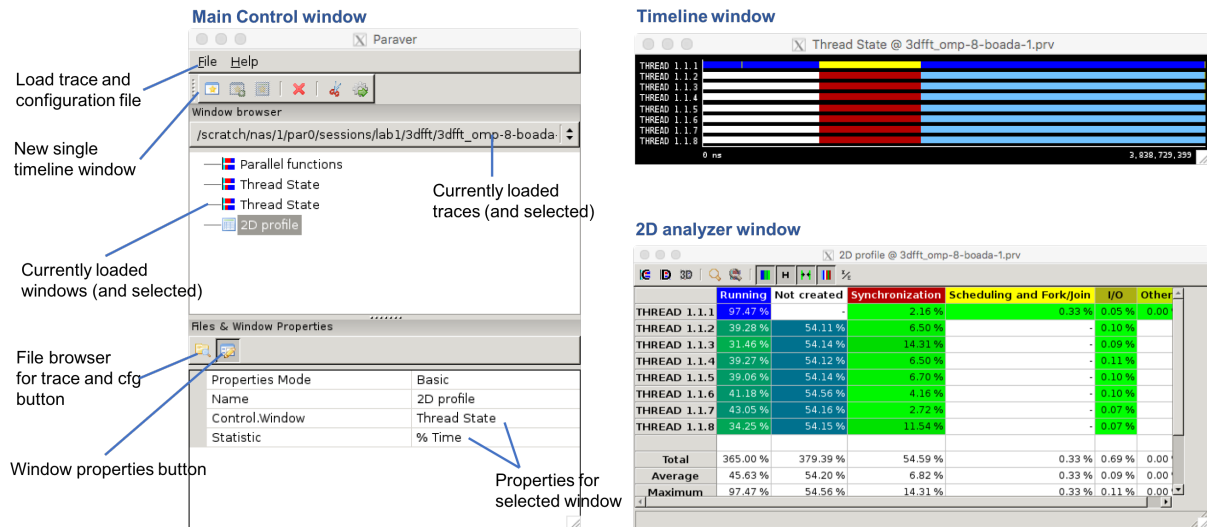 Main Control window
Paraver
File Help
Load trace and
configuration file
Window browser
/scratch/nas/1/par0/sessions/lab1/3dfft/3dfft_omp-8-boada-
New single
timeline window
Parallel functions
Thread State
Thread State
2D profile
Currently loaded
traces (and selected)
Currently loaded
windows (and selected)
Files & Window Properties
File browser
for trace and cfg
button
Properties Mode Basic
Name 2D profile
Control.Window Thread State
Statistic % Time
Window properties button
Properties for
selected window
Timeline window
Thread State @ 3dfft_omp-8-boada-1.prv
THREAD 1.1.1
THREAD 1.1.2
THREAD 1.1.3
THREAD 1.1.4
THREAD 1.1.5
THREAD 1.1.6
THREAD 1.1.7
THREAD 1.1.8
0 ns 3,838,729,399
2D analyzer window
2D profile @ 3dfft_omp-8-boada-1.prv
3D H ½
Running Not created Synchronization Scheduling and Fork/Join I/O Other
THREAD 1.1.1 97.47 % - 2.16 % 0.33 % 0.05 % 0.00
THREAD 1.1.2 39.28 % 54.11 % 6.50 % - 0.10 %
THREAD 1.1.3 31.46 % 54.14 % 14.31 % - 0.09 %
THREAD 1.1.4 39.27 % 54.12 % 6.50 % - 0.11 %
THREAD 1.1.5 39.06 % 54.14 % 6.70 % - 0.10 %
THREAD 1.1.6 41.18 % 54.56 % 4.16 % - 0.10 %
THREAD 1.1.7 43.05 % 54.16 % 2.72 % - 0.07 %
THREAD 1.1.8 34.25 % 54.15 % 11.54 % - 0.07 %
Total 365.00 % 379.39 % 54.59 % 0.33 % 0.69 % 0.00
Average 45.63 % 54.20 % 6.82 % 0.33 % 0.09 % 0.00
Maximum 97.47 % 54.56 % 14.31 % 0.33 % 0.11 % 0.00